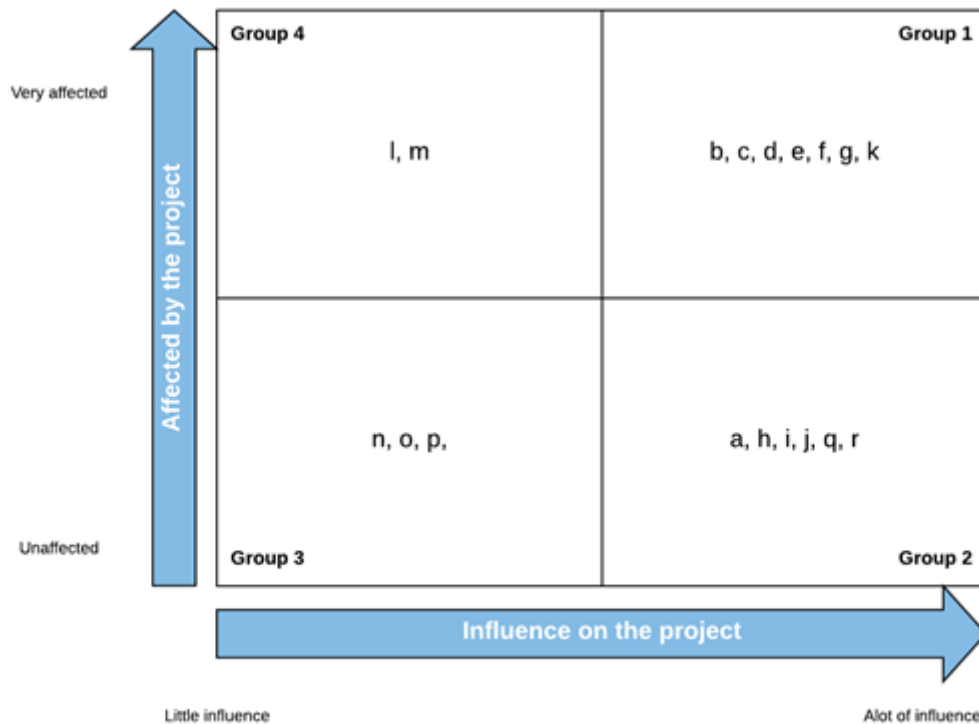 Group 4
Group 1
Very affected
l, m
b, c, d, e, f, g, k
Affected by the project
n, o, p,
a, h, i, j, q, r
Unaffected
Group 3
Group 2
Influence on the project
Little influence
Alot of influence